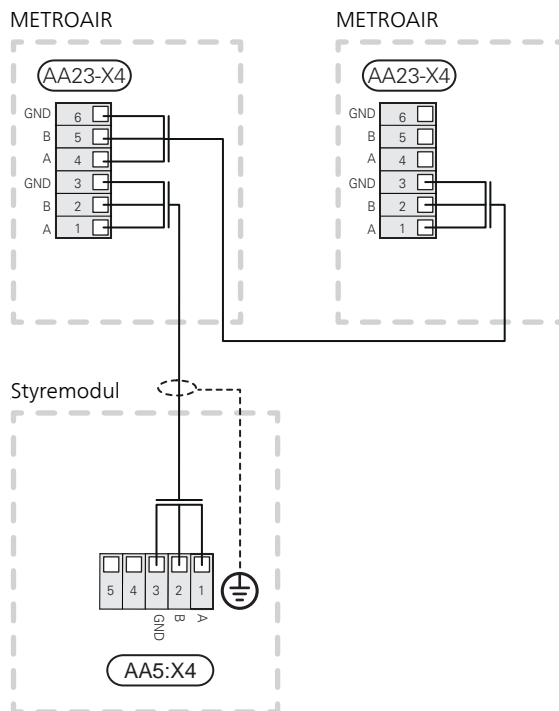 METROAIR
AA23-X4
GND 6
B 5
A 4
GND 3
B 2
A 1
METROAIR
AA23-X4
GND 6
B 5
A 4
GND 3
B 2
A 1
Styremodul
5 4 3 2 1
GND B A
AA5:X4